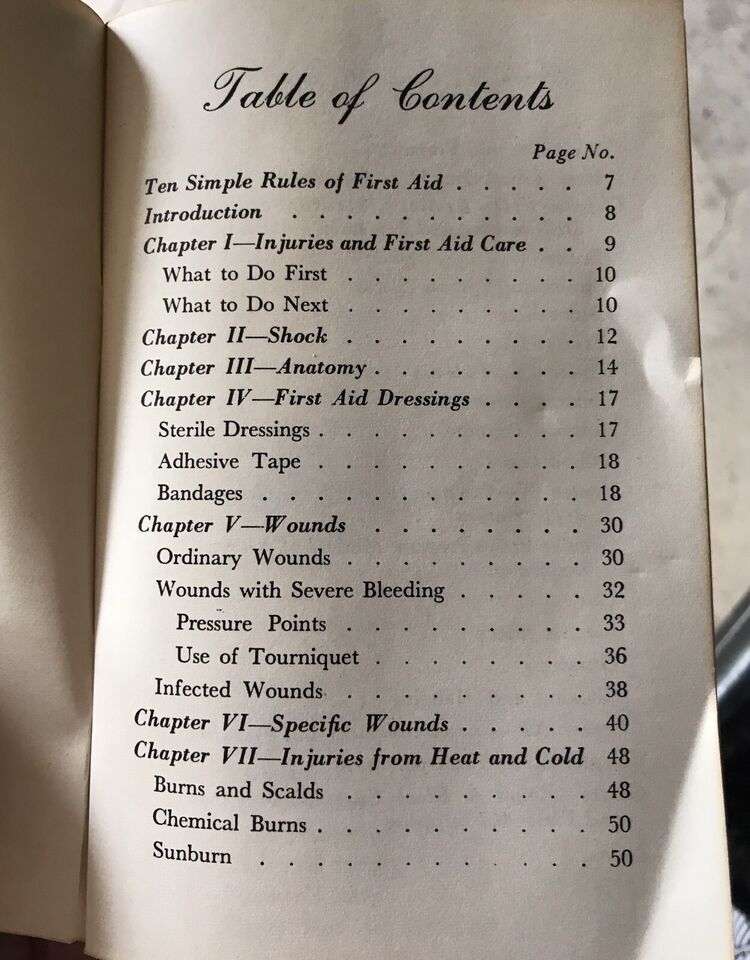 Table of Contents
Page No.
Ten Simple Rules of First Aid . . . . . 7
Introduction . . . . . . . . . . . 8
Chapter I—Injuries and First Aid Care . . 9
What to Do First . . . . . . . . . 10
What to Do Next . . . . . . . . . 10
Chapter II—Shock . . . . . . . . . 12
Chapter III—Anatomy . . . . . . . . 14
Chapter IV—First Aid Dressings . . . . 17
Sterile Dressings . . . . . . . . . . 17
Adhesive Tape . . . . . . . . . . 18
Bandages . . . . . . . . . . . . 18
Chapter V—Wounds . . . . . . . . 30
Ordinary Wounds . . . . . . . . . 30
Wounds with Severe Bleeding . . . . . 32
Pressure Points . . . . . . . . . 33
Use of Tourniquet . . . . . . . . 36
Infected Wounds . . . . . . . . . 38
Chapter VI—Specific Wounds . . . . . 40
Chapter VII—Injuries from Heat and Cold 48
Burns and Scalds . . . . . . . . . 48
Chemical Burns . . . . . . . . . . 50
Sunburn . . . . . . . . . . . . 50